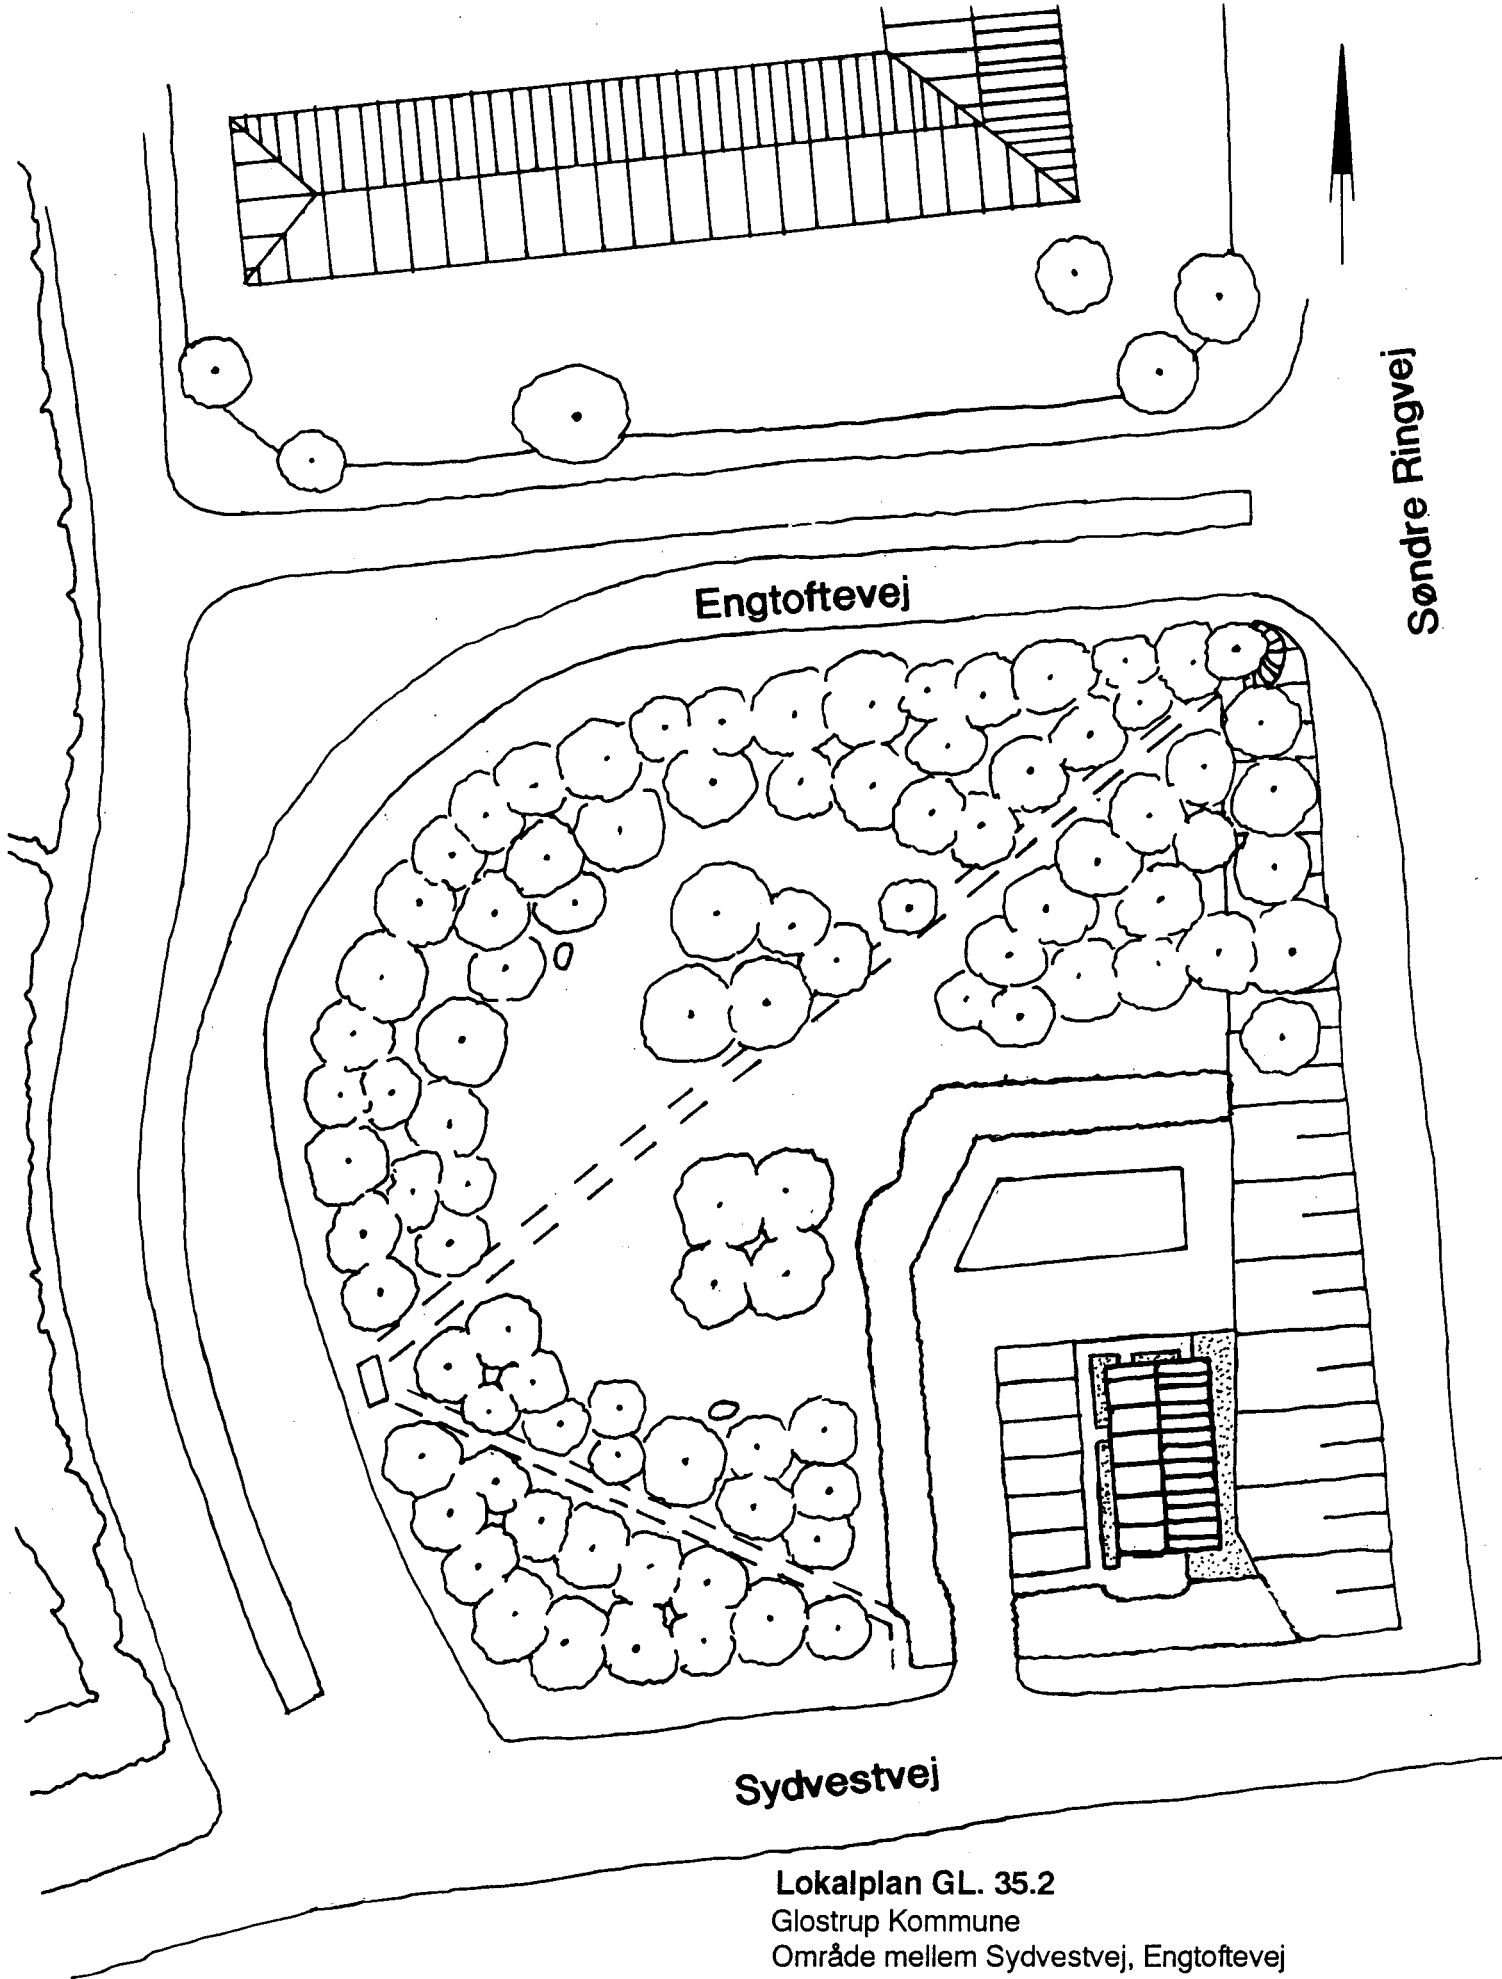 Søndre Ringvej
Engtoftevej
Sydvestvej
Lokalplan GL. 35.2
Glostrup Kommune
Område mellem Sydvestvej, Engtoftevej